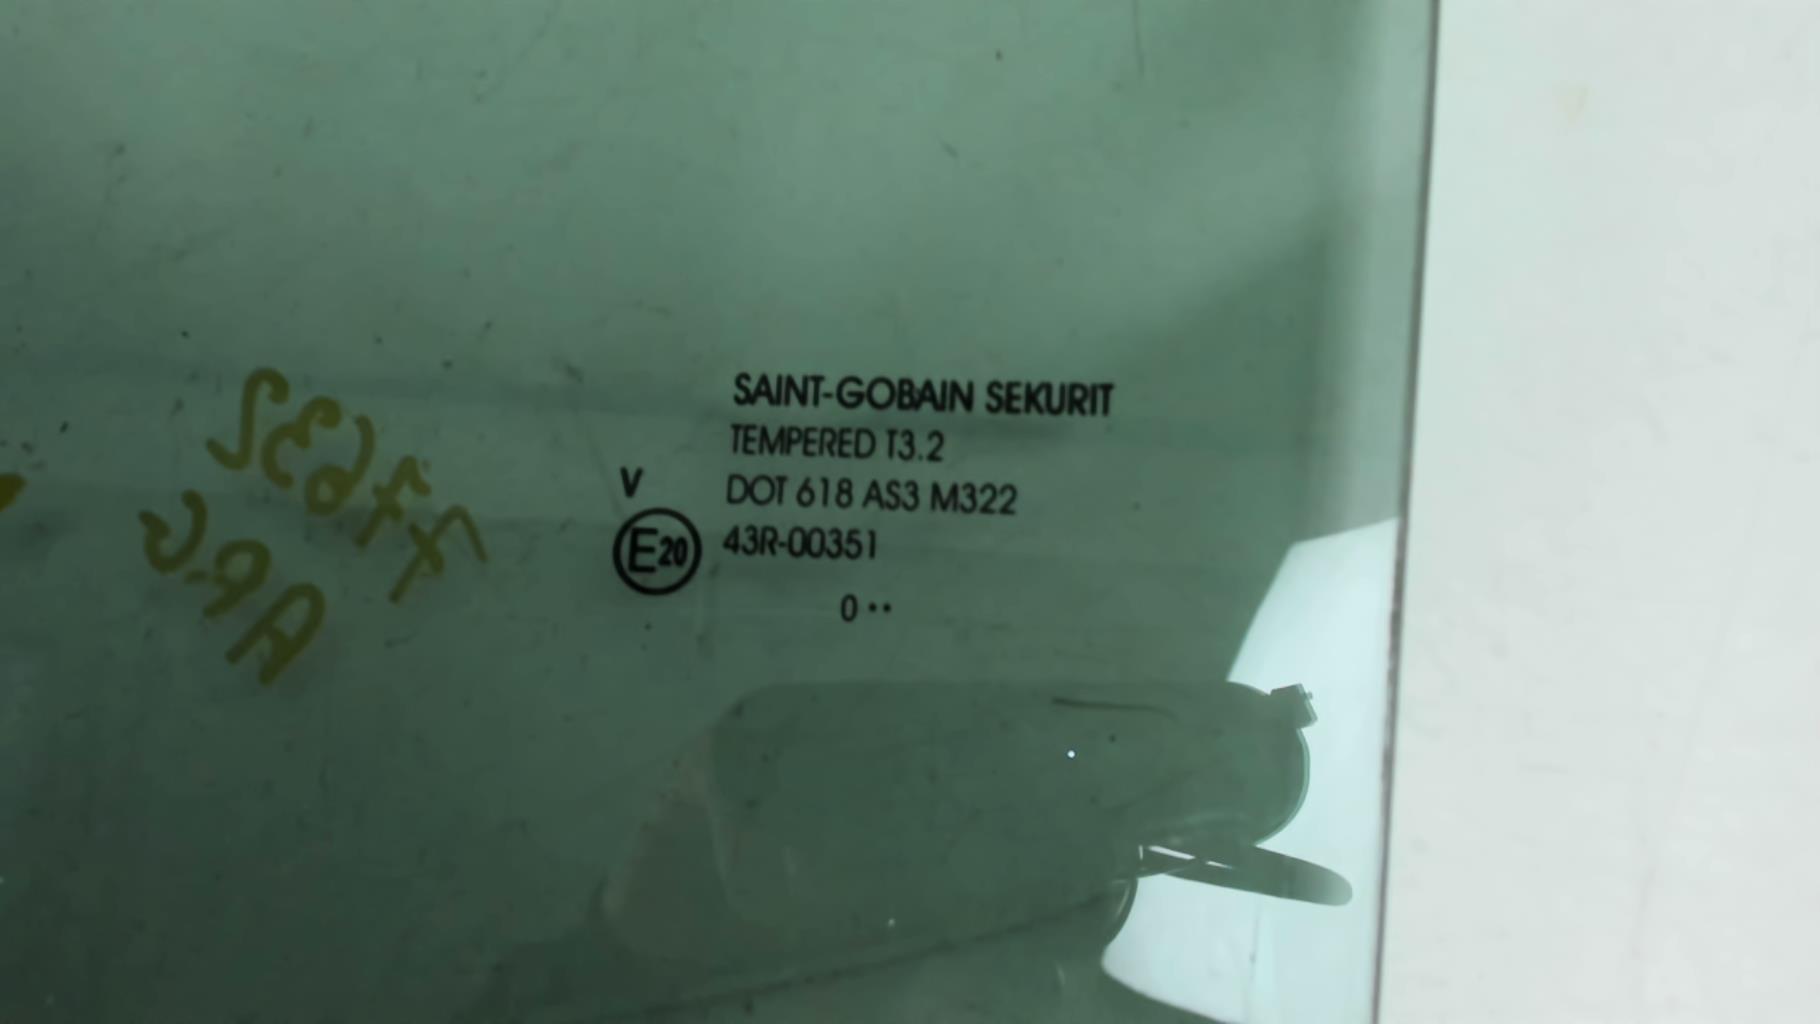 SAINT-GOBAIN SEKURIT
TEMPERED T3.2
DOT 618 AS3 M322
V
E20 43R-00351
0 ••